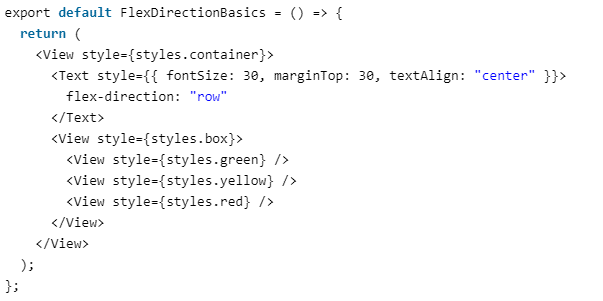 export default FlexDirectionBasics = () => {
  return (
    <View style={styles.container}>
      <Text style={{ fontSize: 30, marginTop: 30, textAlign: "center" }}>
        flex-direction: "row"
      </Text>
      <View style={styles.box}>
        <View style={styles.green} />
        <View style={styles.yellow} />
        <View style={styles.red} />
      </View>
    </View>
  );
};